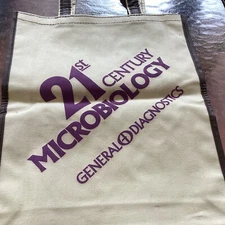 21st CENTURY
MICROBIOLOGY
GENERAL DIAGNOSTICS